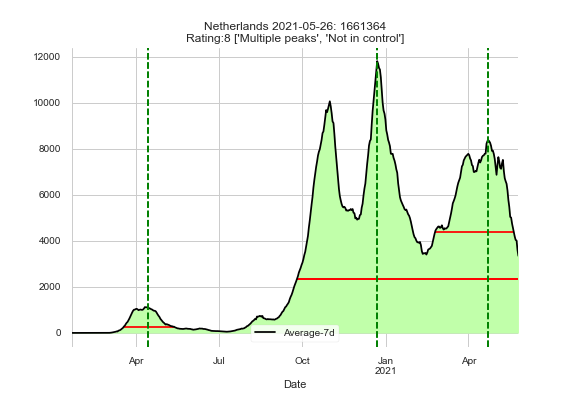 Netherlands 2021-05-26: 1661364
Rating:8 ['Multiple peaks', 'Not in control']
12000
10000
8000
6000
4000
2000
0
Average-7d
Apr Jul Oct Jan Apr
2021
Date